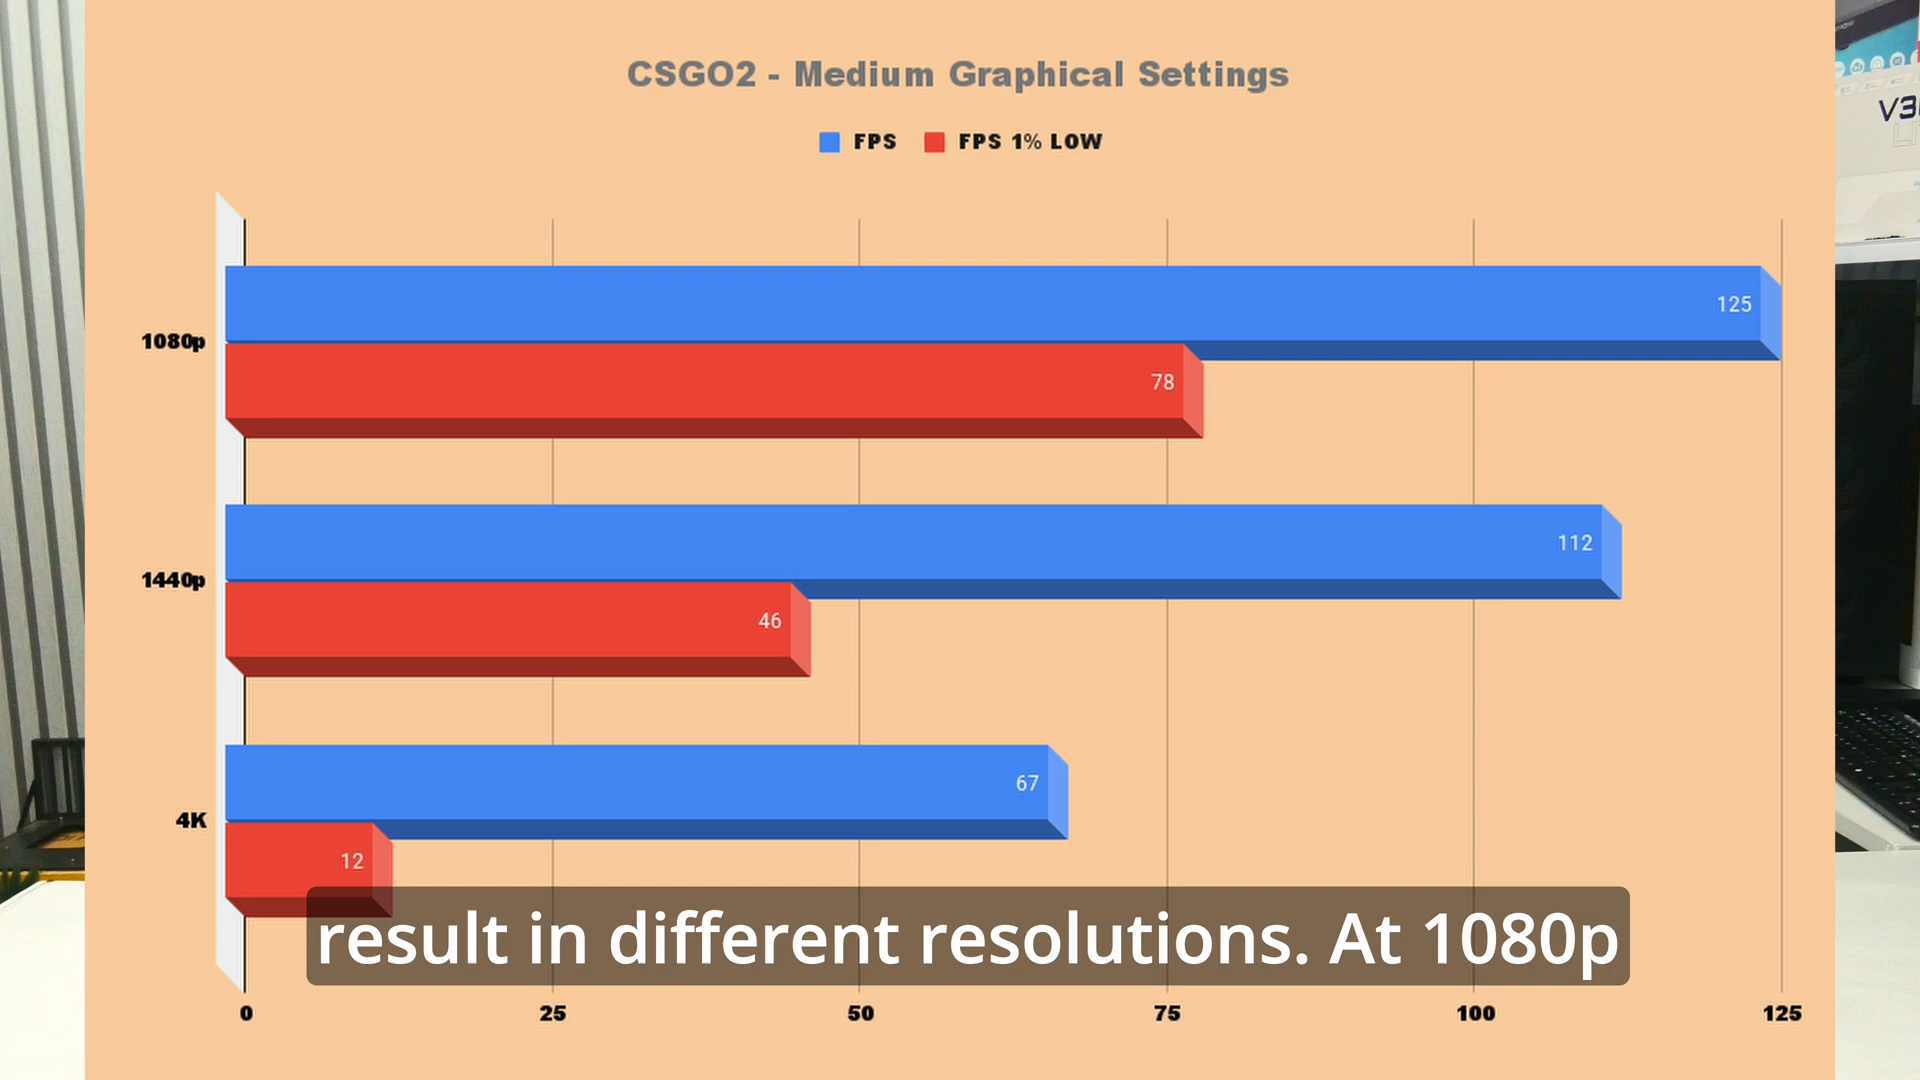 CSGO2 - Medium Graphical Settings
FPS
FPS 1% LOW
1080p
125
78
1440p
112
46
4K
67
12
result in different resolutions. At 1080p
0
25
50
75
100
125